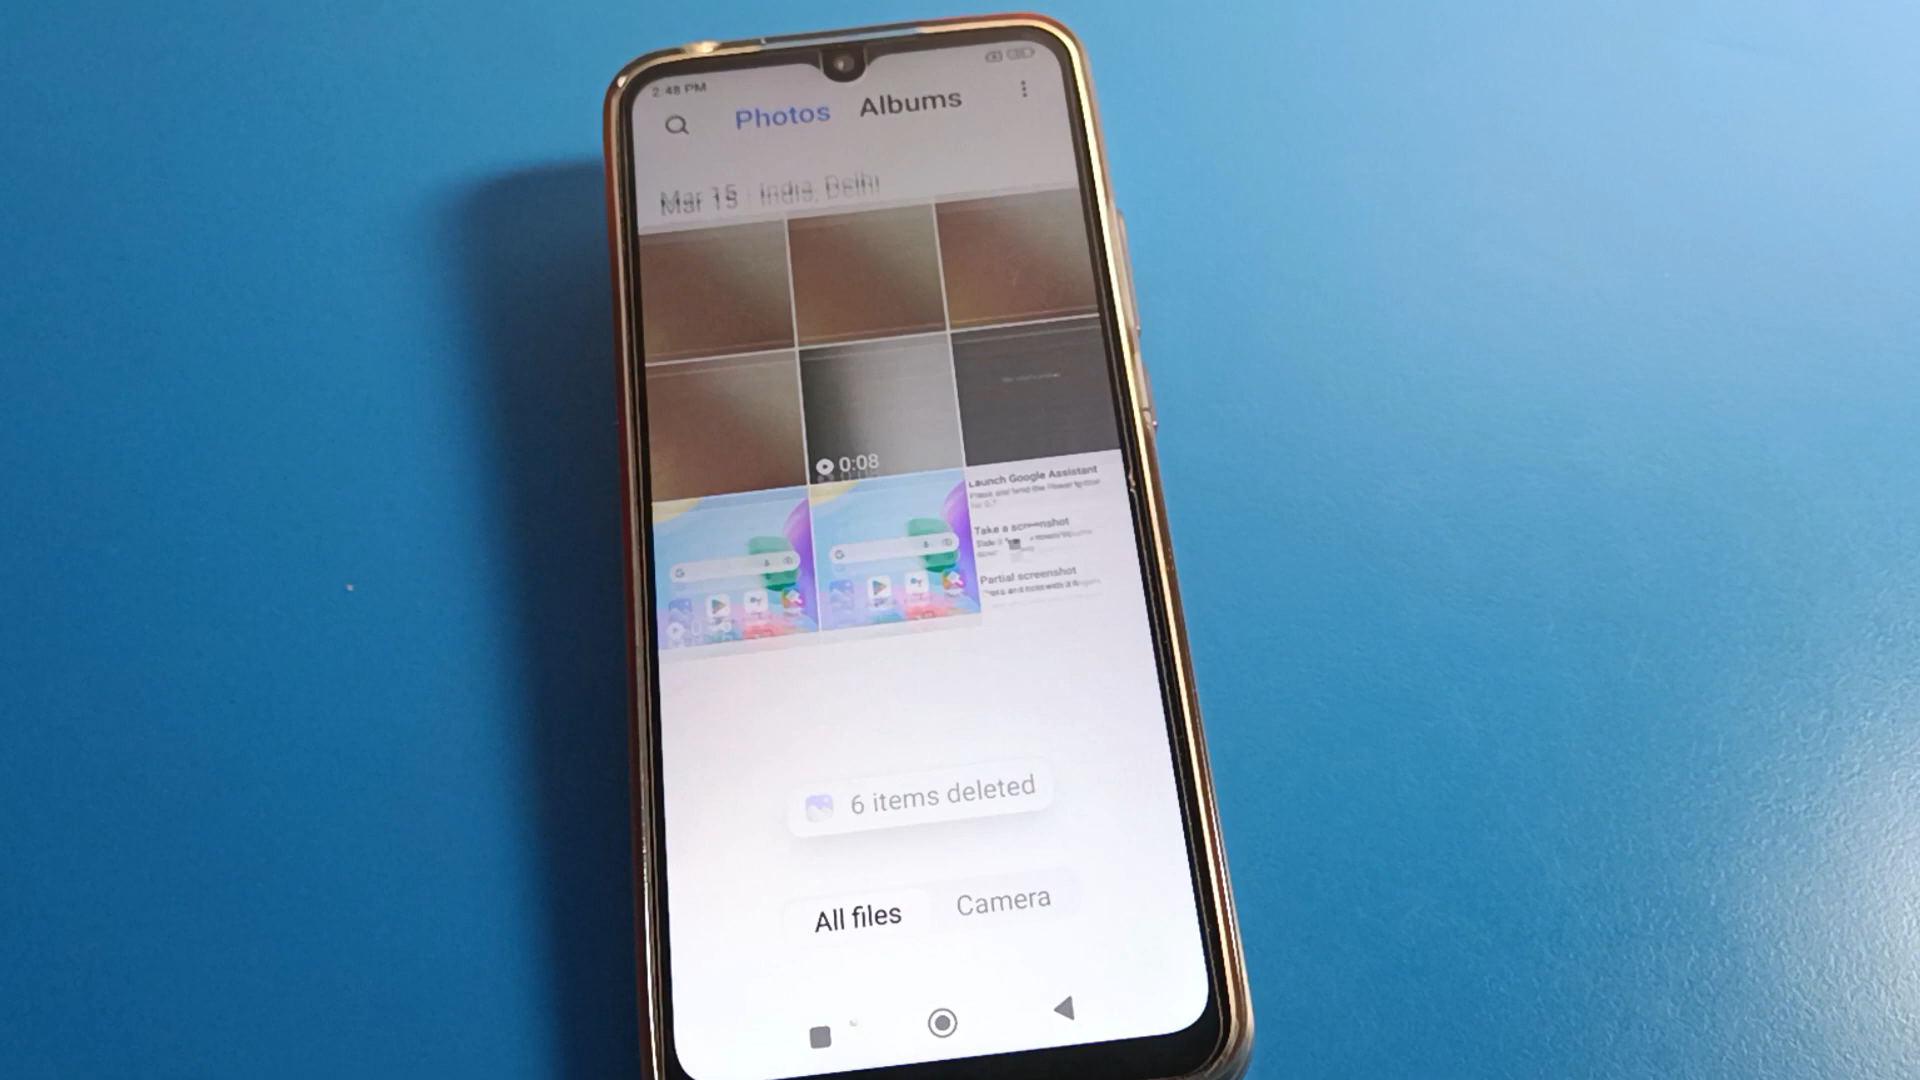 2:48 PM
Photos Albums
Mar 15 India, Delhi
0:08
Launch Google Assistant
Take a screenshot
Partial screenshot
6 items deleted
All files Camera